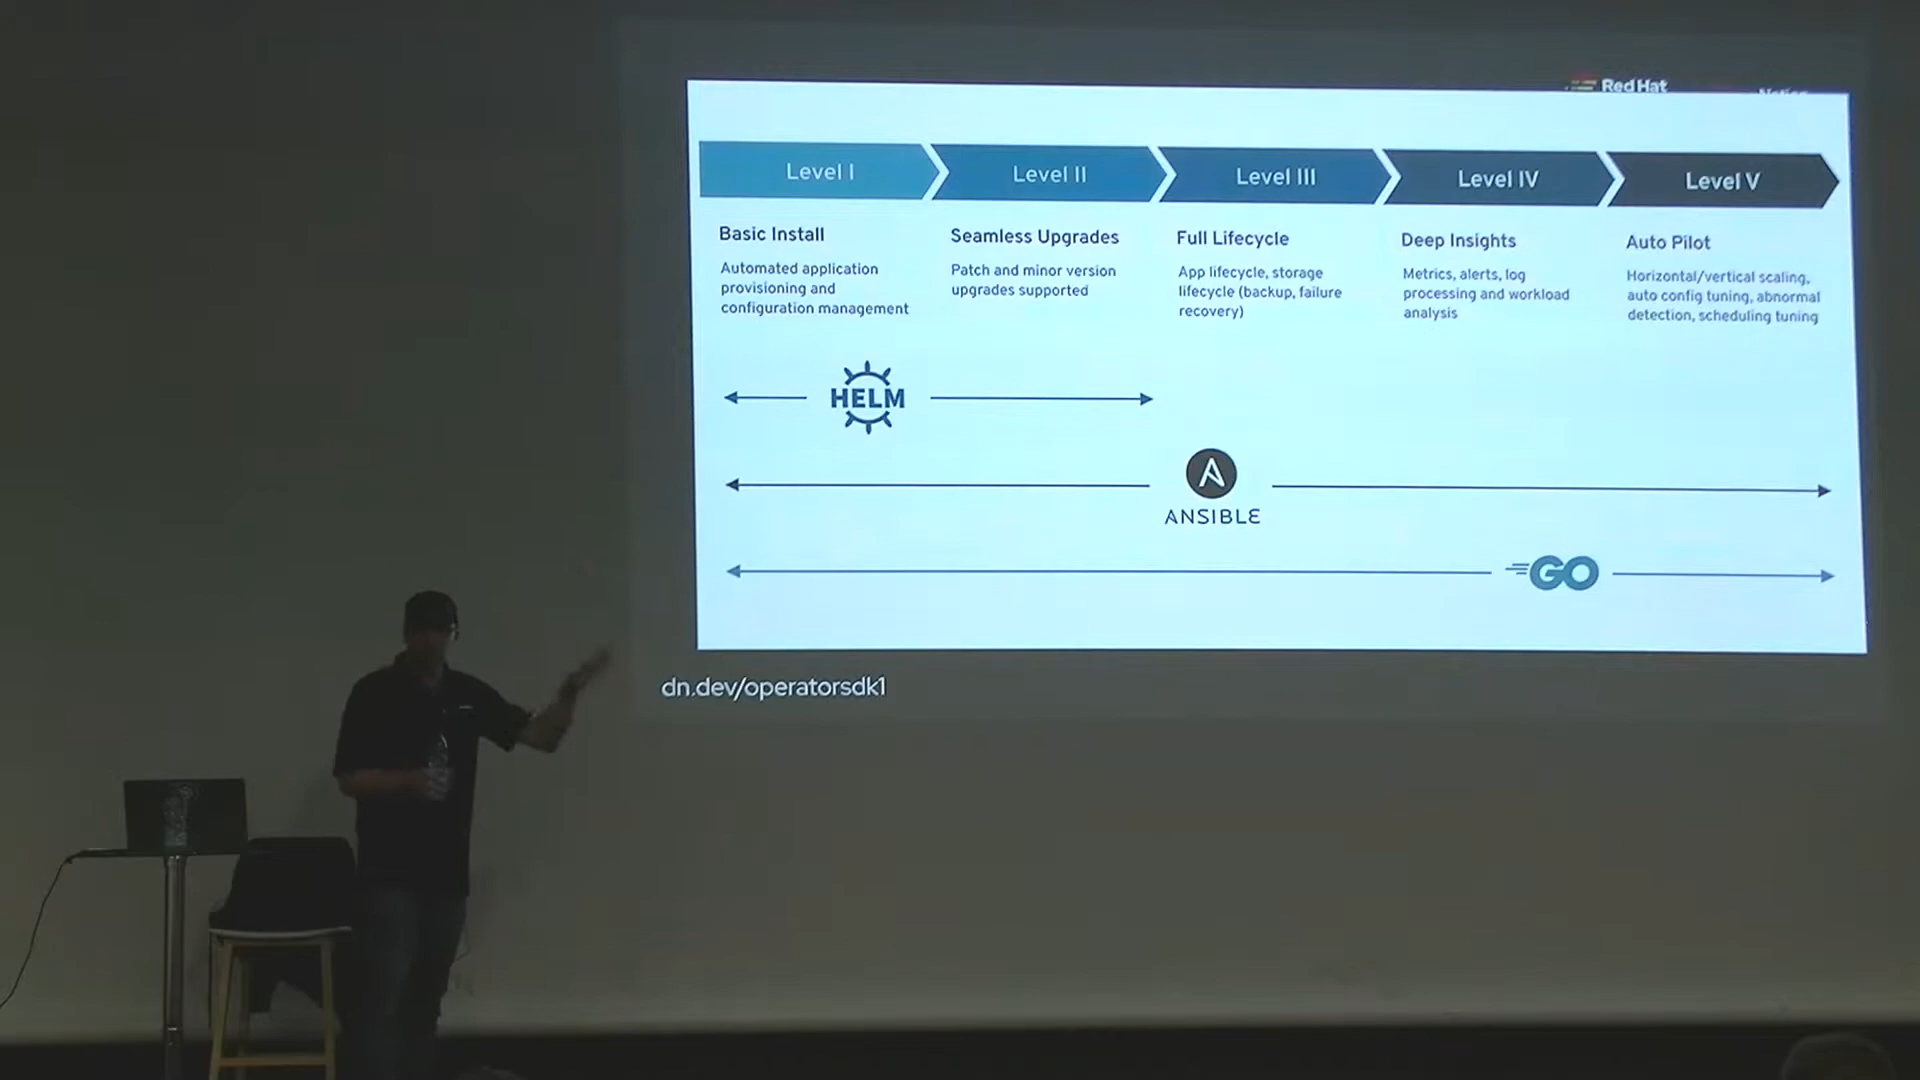 Red Hat
Level I
Level II
Level III
Level IV
Level V
Basic Install
Automated application
provisioning and
configuration management
Seamless Upgrades
Patch and minor version
upgrades supported
Full Lifecycle
App lifecycle, storage
lifecycle (backup, failure
recovery)
Deep Insights
Metrics, alerts, log
processing and workload
analysis
Auto Pilot
Horizontal/vertical scaling,
auto config tuning, abnormal
detection, scheduling tuning
HELM
ANSIBLE
GO
dn.dev/operatorsdk1